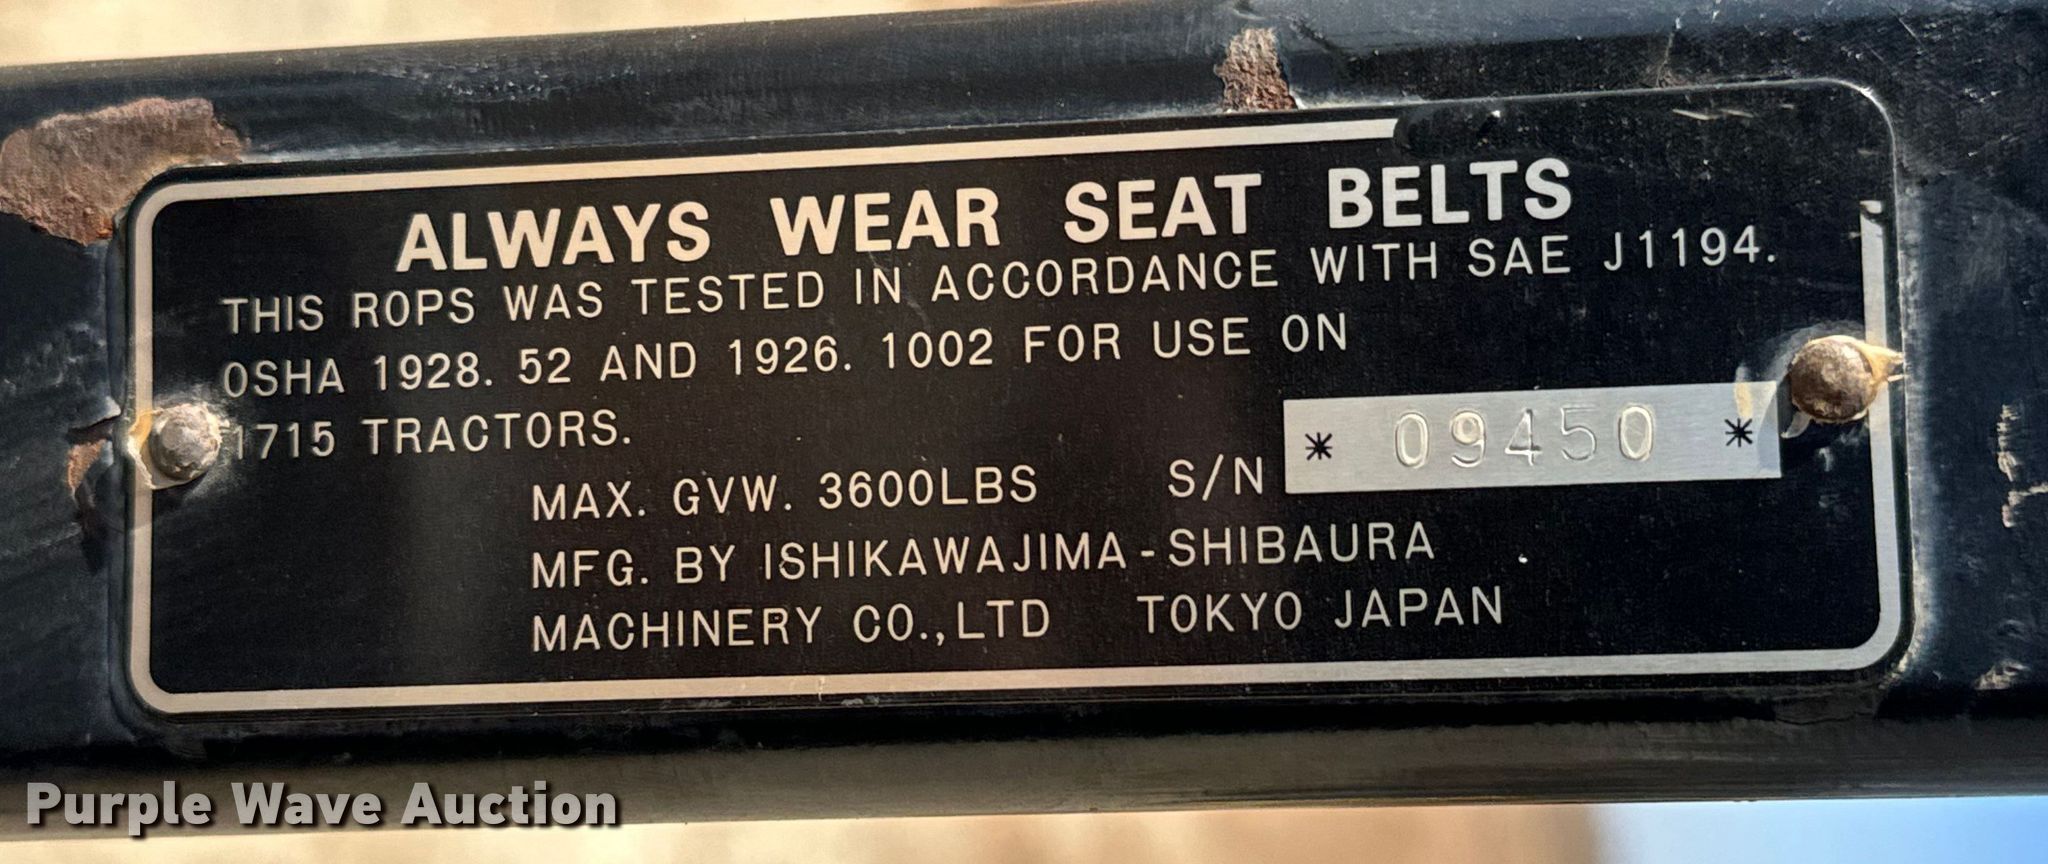 ALWAYS WEAR SEAT BELTS
THIS ROPS WAS TESTED IN ACCORDANCE WITH SAE J1194.
OSHA 1928. 52 AND 1926. 1002 FOR USE ON
1715 TRACTORS.
MAX. GVW. 3600LBS S/N * 09450 *
MFG. BY ISHIKAWAJIMA-SHIBAURA
MACHINERY CO.,LTD TOKYO JAPAN
Purple Wave Auction